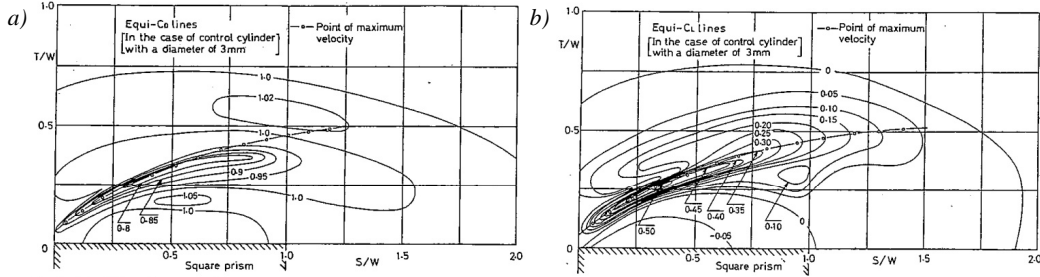 a)
1.0
T/W
0.5
0
Equi-CD lines
[In the case of control cylinder]
[with a diameter of 3mm]
Point of maximum
velocity
1.0
1.02
1.0
0.9
0.95
1.05
1.0
1.0
0.8
0.85
0.5
1.0
1.5
2.0
Square prism
S/W
b)
1.0
T/W
0.5
0
Equi-CL lines
[In the case of control cylinder]
[with a diameter of 3mm]
Point of maximum
velocity
0
0.05
0.10
0.15
0.20
0.25
0.30
0.45
0.40
0.35
0.10
0.50
0
-0.05
0.5
1.0
1.5
2.0
Square prism
S/W